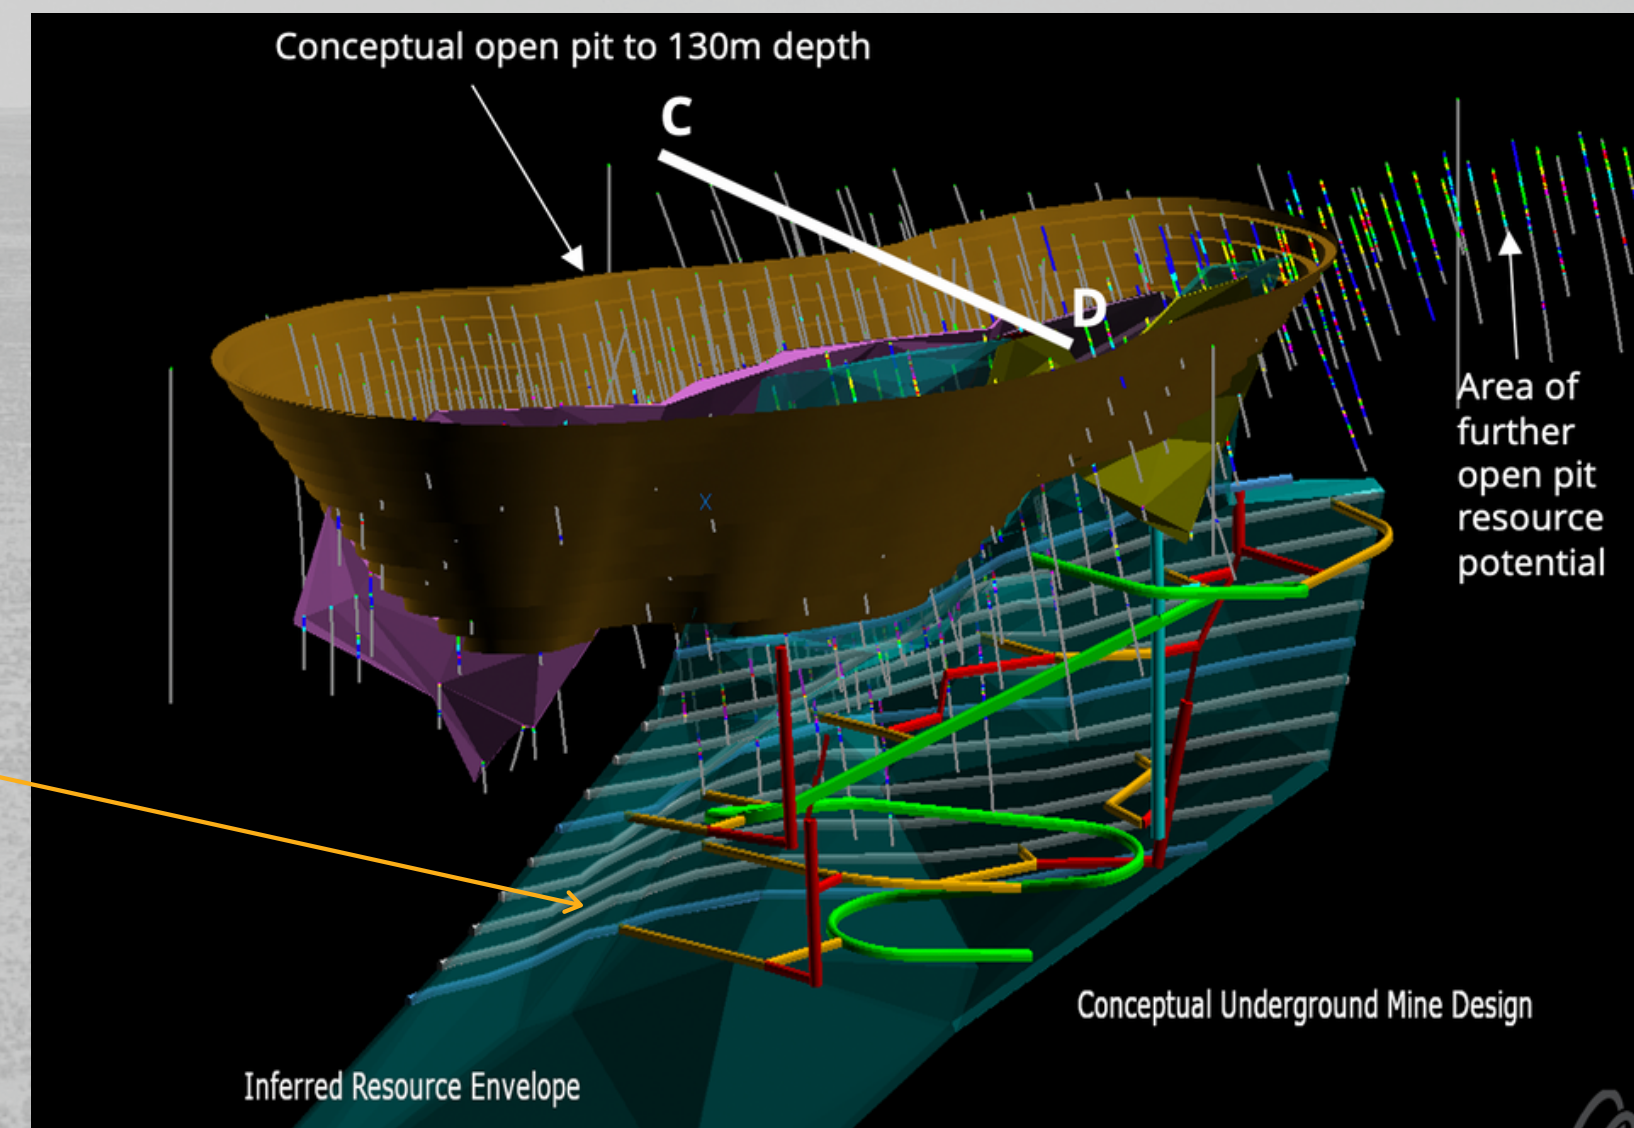 Conceptual open pit to 130m depth
C
D
Area of
further
open pit
resource
potential
X
Conceptual Underground Mine Design
Inferred Resource Envelope